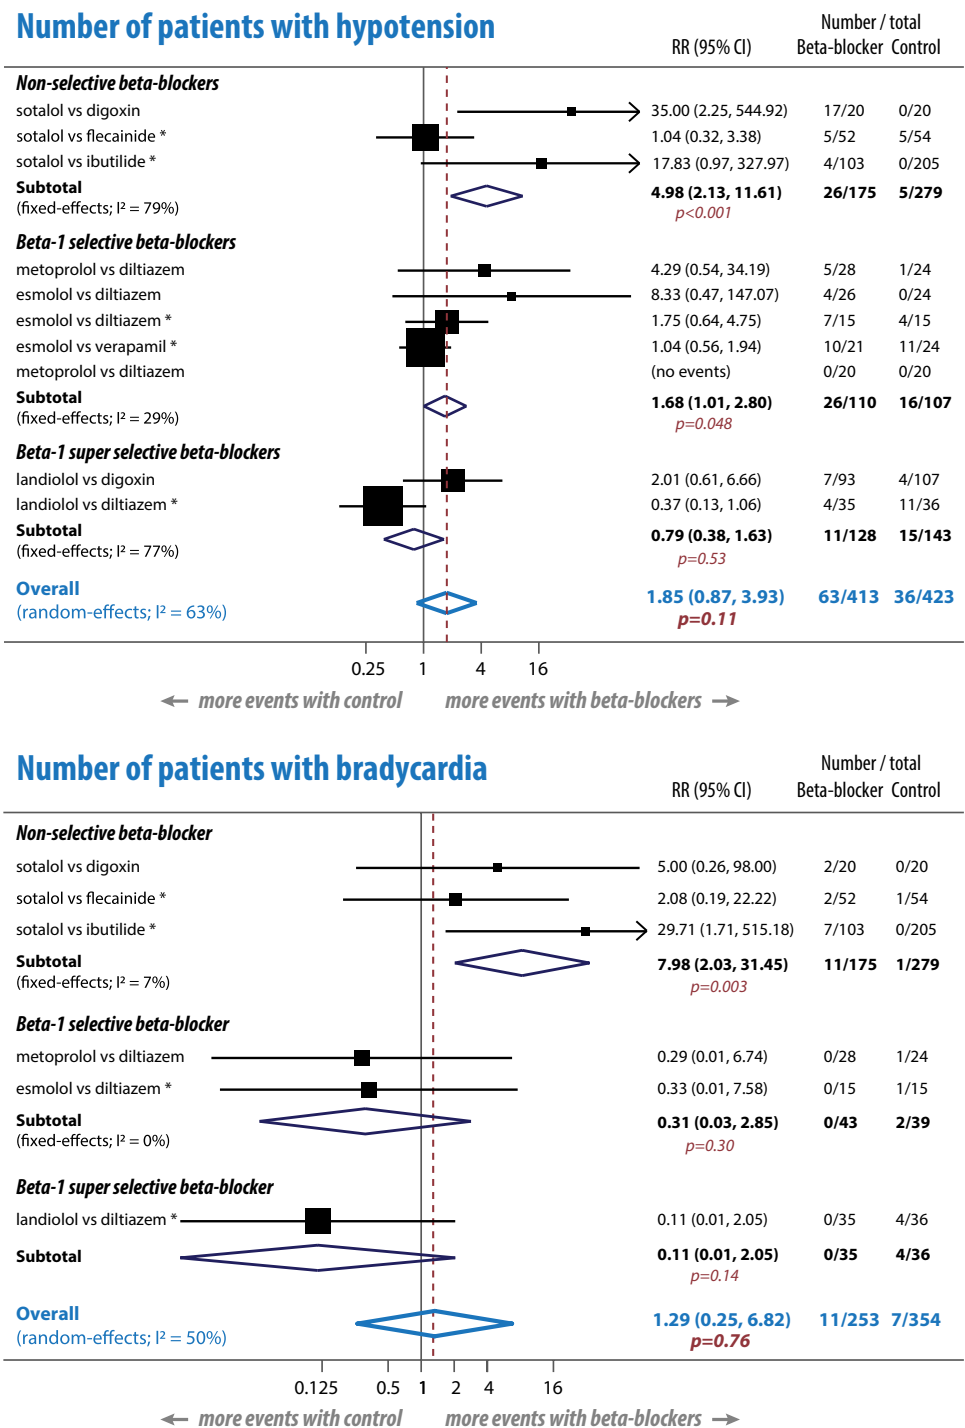 Number of patients with hypotension
Number / total
RR (95% CI) Beta-blocker Control
Non-selective beta-blockers
sotalol vs digoxin 35.00 (2.25, 544.92) 17/20 0/20
sotalol vs flecainide * 1.04 (0.32, 3.38) 5/52 5/54
sotalol vs ibutilide * 17.83 (0.97, 327.97) 4/103 0/205
Subtotal 4.98 (2.13, 11.61) 26/175 5/279
(fixed-effects; I² = 79%) p<0.001
Beta-1 selective beta-blockers
metoprolol vs diltiazem 4.29 (0.54, 34.19) 5/28 1/24
esmolol vs diltiazem 8.33 (0.47, 147.07) 4/26 0/24
esmolol vs diltiazem * 1.75 (0.64, 4.75) 7/15 4/15
esmolol vs verapamil * 1.04 (0.56, 1.94) 10/21 11/24
metoprolol vs diltiazem (no events) 0/20 0/20
Subtotal 1.68 (1.01, 2.80) 26/110 16/107
(fixed-effects; I² = 29%) p=0.048
Beta-1 super selective beta-blockers
landiolol vs digoxin 2.01 (0.61, 6.66) 7/93 4/107
landiolol vs diltiazem * 0.37 (0.13, 1.06) 4/35 11/36
Subtotal 0.79 (0.38, 1.63) 11/128 15/143
(fixed-effects; I² = 77%) p=0.53
Overall 1.85 (0.87, 3.93) 63/413 36/423
(random-effects; I² = 63%) p=0.11
0.25 1 4 16
← more events with control more events with beta-blockers →
Number of patients with bradycardia
Number / total
RR (95% CI) Beta-blocker Control
Non-selective beta-blocker
sotalol vs digoxin 5.00 (0.26, 98.00) 2/20 0/20
sotalol vs flecainide * 2.08 (0.19, 22.22) 2/52 1/54
sotalol vs ibutilide * 29.71 (1.71, 515.18) 7/103 0/205
Subtotal 7.98 (2.03, 31.45) 11/175 1/279
(fixed-effects; I² = 7%) p=0.003
Beta-1 selective beta-blocker
metoprolol vs diltiazem 0.29 (0.01, 6.74) 0/28 1/24
esmolol vs diltiazem * 0.33 (0.01, 7.58) 0/15 1/15
Subtotal 0.31 (0.03, 2.85) 0/43 2/39
(fixed-effects; I² = 0%) p=0.30
Beta-1 super selective beta-blocker
landiolol vs diltiazem * 0.11 (0.01, 2.05) 0/35 4/36
Subtotal 0.11 (0.01, 2.05) 0/35 4/36
p=0.14
Overall 1.29 (0.25, 6.82) 11/253 7/354
(random-effects; I² = 50%) p=0.76
0.125 0.5 1 2 4 16
← more events with control more events with beta-blockers →